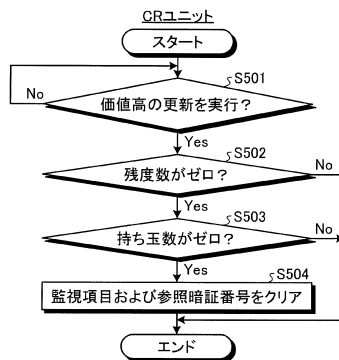 CRユニット
スタート
S501
価値高の更新を実行？
No
Yes
S502
残度数がゼロ？
No
Yes
S503
持ち玉数がゼロ？
No
Yes
S504
監視項目および参照暗証番号をクリア
エンド